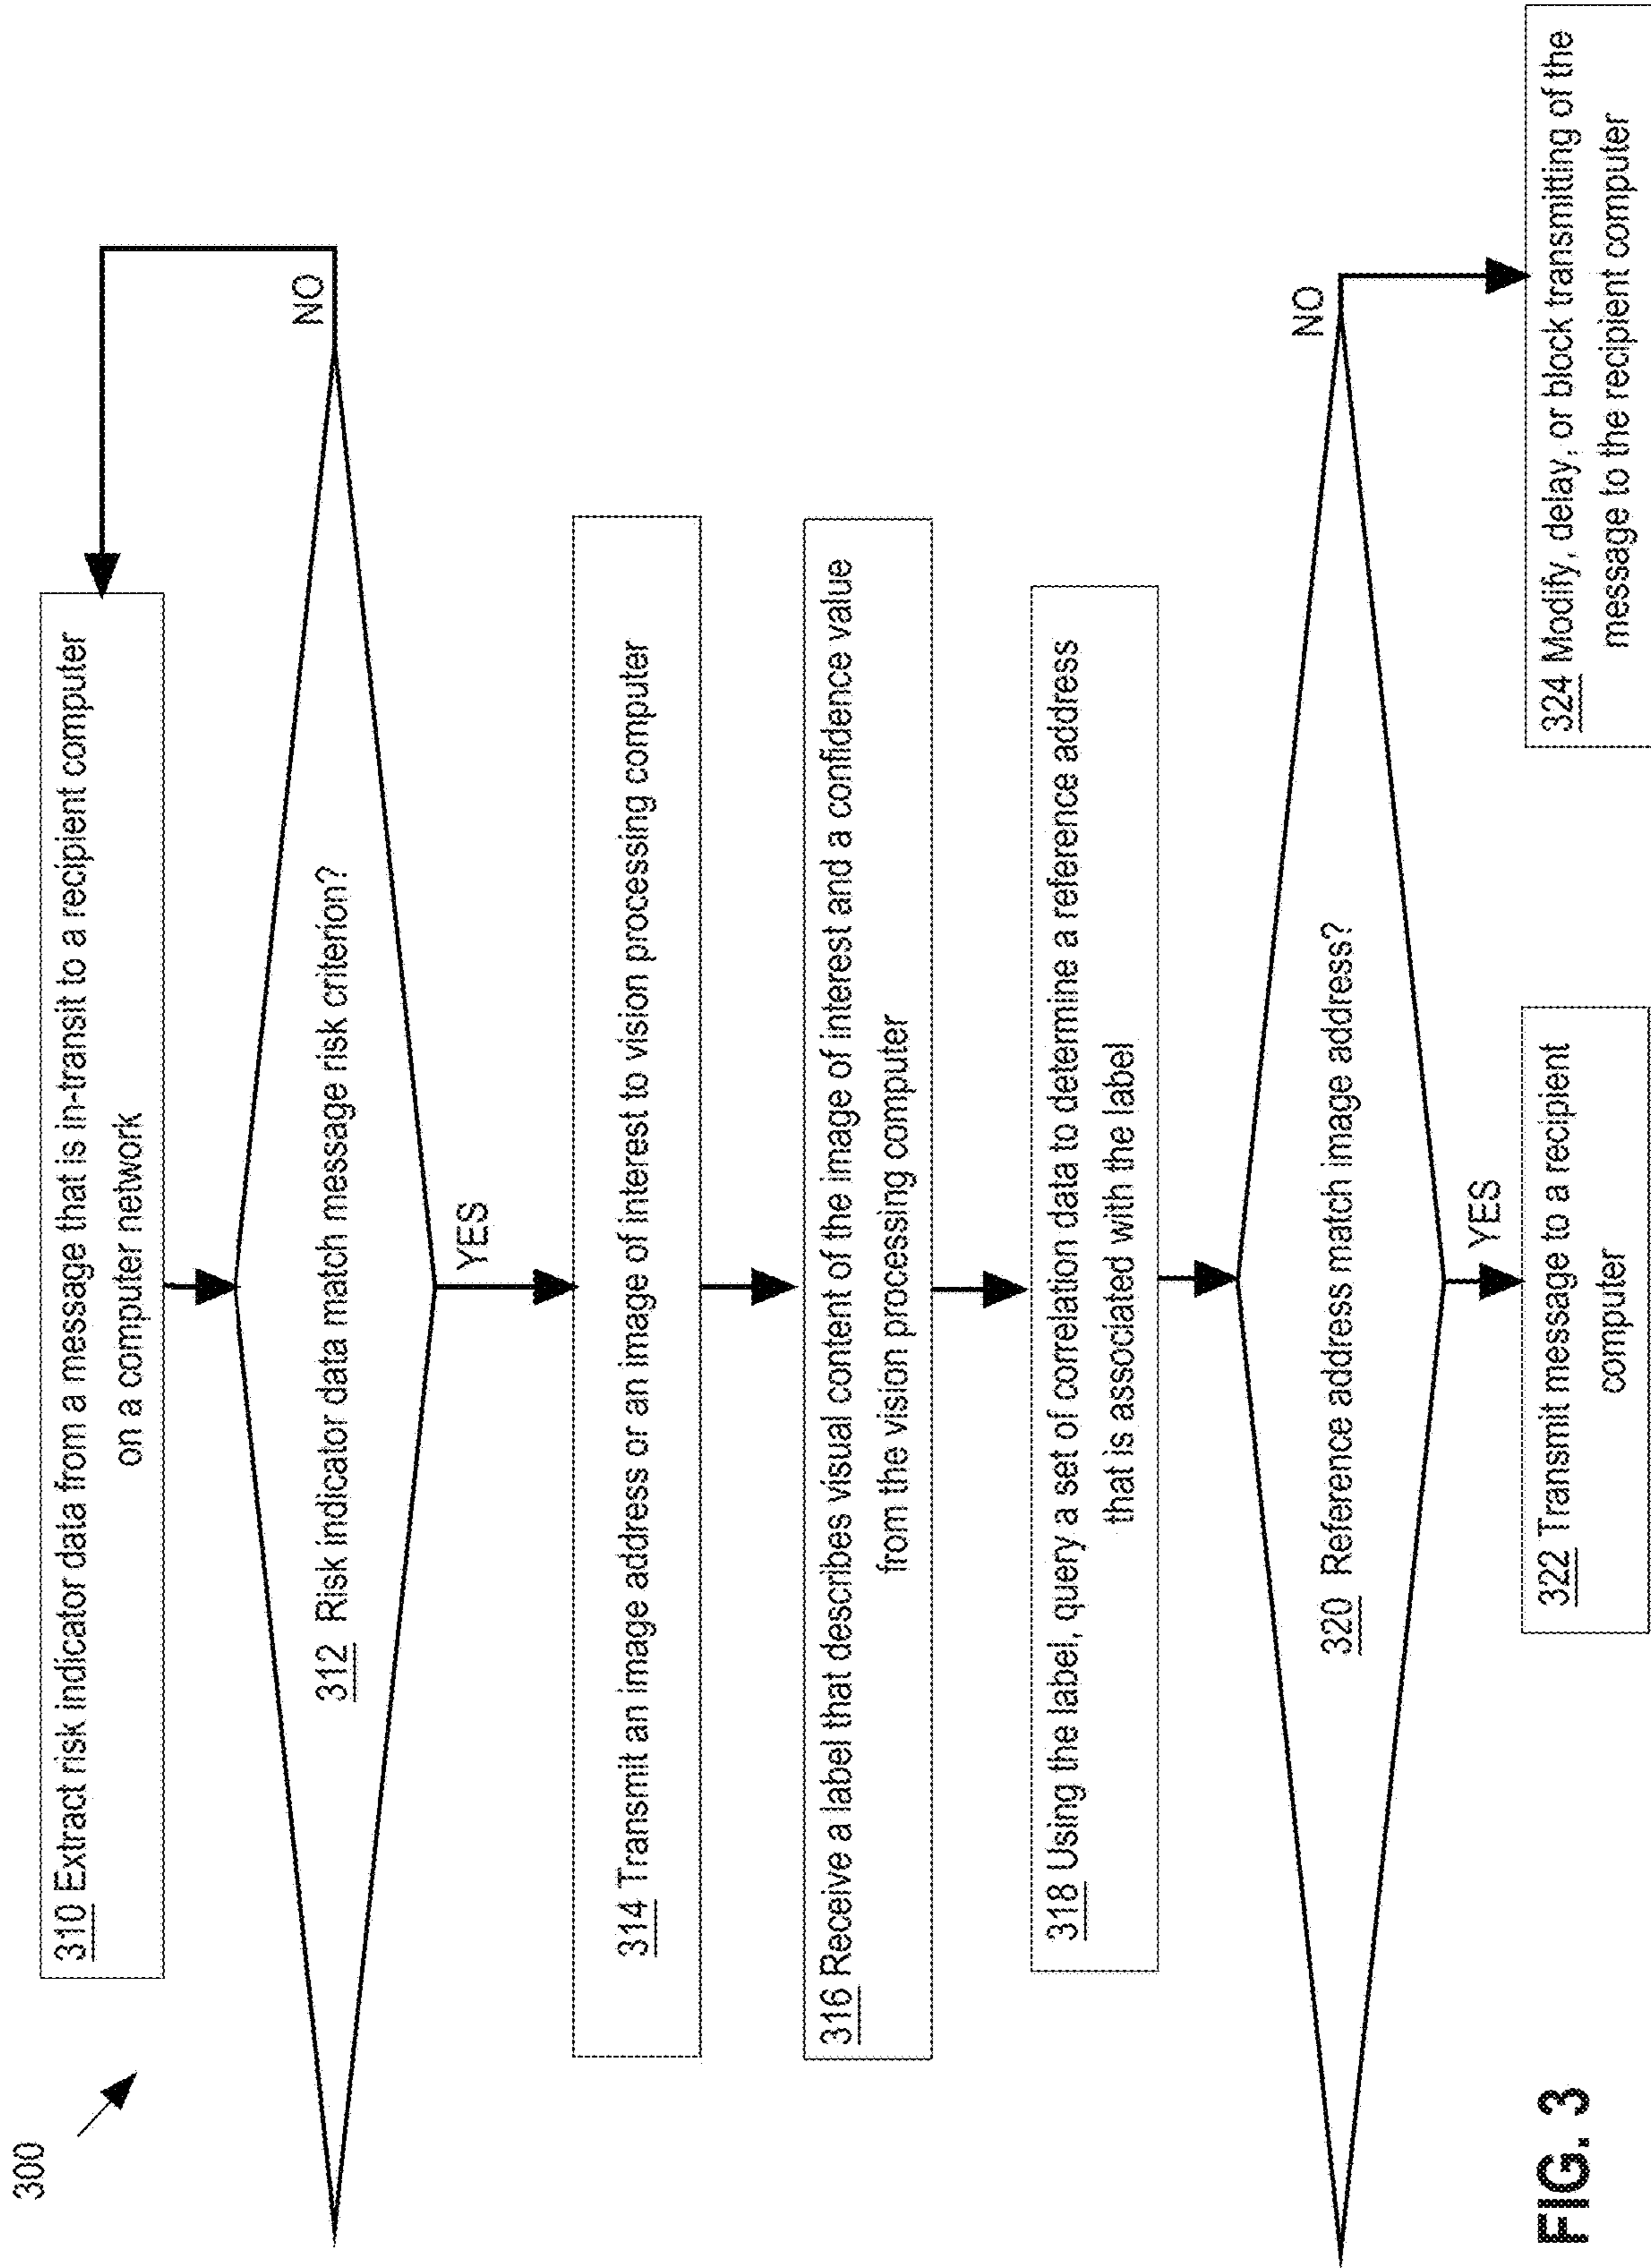 300
310 Extract risk indicator data from a message that is in-transit to a recipient computer
on a computer network
312 Risk indicator data match message risk criterion?
NO
YES
314 Transmit an image address or an image of interest to vision processing computer
316 Receive a label that describes visual content of the image of interest and a confidence value
from the vision processing computer
318 Using the label, query a set of correlation data to determine a reference address
that is associated with the label
320 Reference address match image address?
NO
YES
322 Transmit message to a recipient
computer
324 Modify, delay, or block transmitting of the
message to the recipient computer
FIG. 3